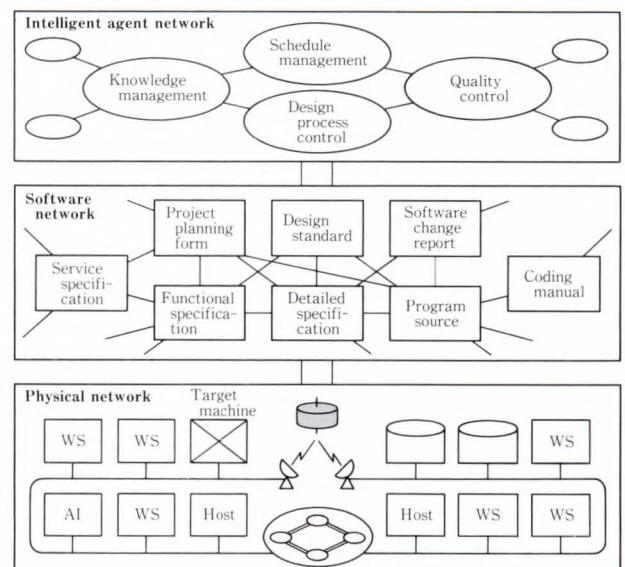 Intelligent agent network
Schedule
management
Knowledge
management
Quality
control
Design
process
control
Software
network
Project
planning
form
Design
standard
Software
change
report
Service
specifi-
cation
Functional
specifica-
tion
Detailed
specifi-
cation
Program
source
Coding
manual
Physical network
Target
machine
WS
WS
WS
AI
WS
Host
Host
WS
WS